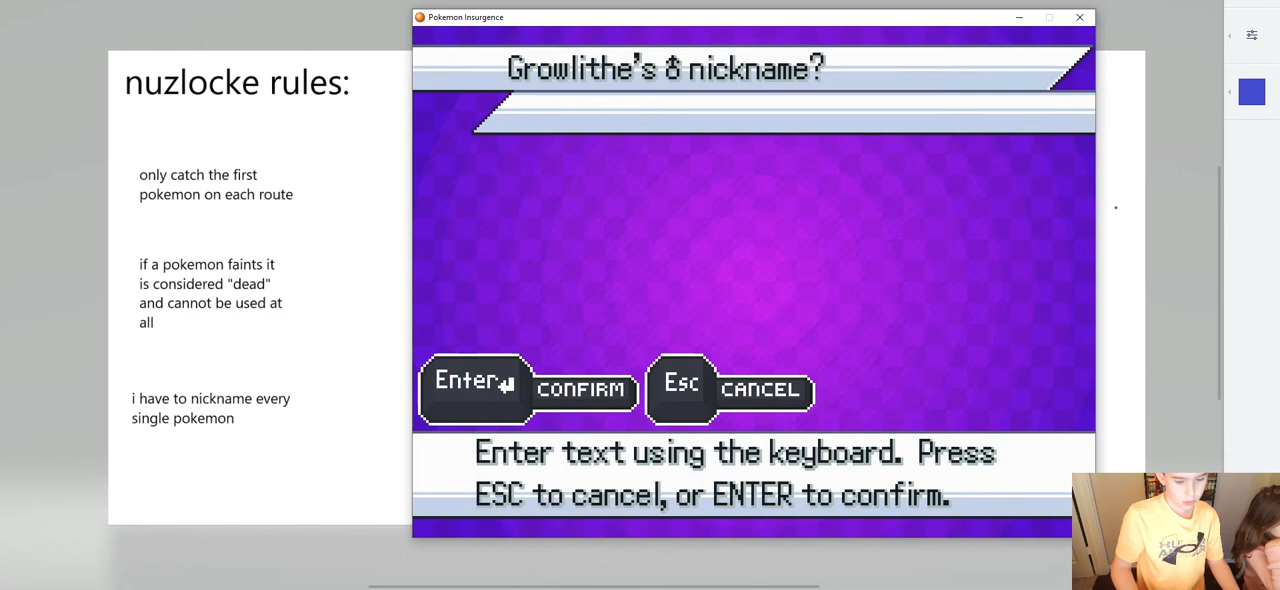 Pokemon Insurgence
nuzlocke rules:
only catch the first
pokemon on each route
if a pokemon faints it
is considered "dead"
and cannot be used at
all
i have to nickname every
single pokemon
Growlithe's ♂ nickname?
Enter↵ CONFIRM Esc CANCEL
Enter text using the keyboard. Press
ESC to cancel, or ENTER to confirm.